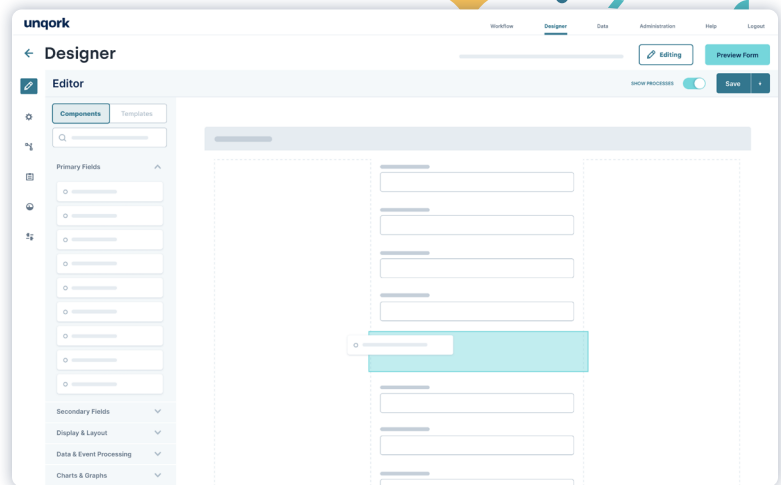 unqork
Workflow
Designer
Data
Administration
Help
Logout
Designer
Editing
Preview Form
Editor
SHOW PROCESSES
Save
Components
Templates
Primary Fields
Secondary Fields
Display & Layout
Data & Event Processing
Charts & Graphs